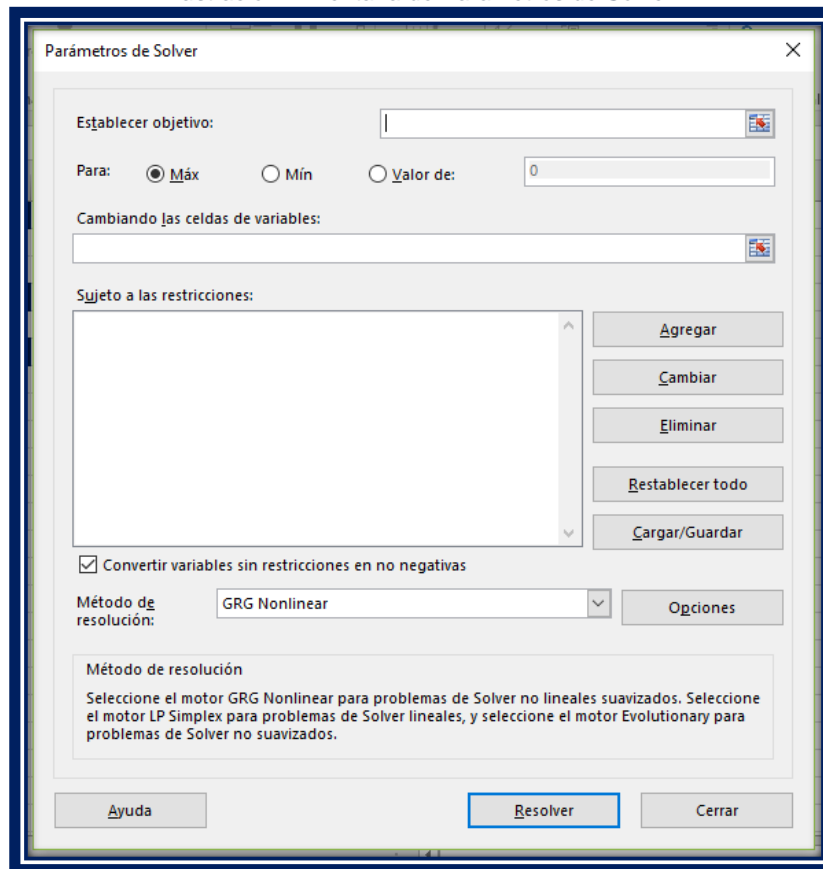 Parámetros de Solver
Establecer objetivo:
Para: Máx Mín Valor de: 0
Cambiando las celdas de variables:
Sujeto a las restricciones:
Agregar
Cambiar
Eliminar
Restablecer todo
Cargar/Guardar
Convertir variables sin restricciones en no negativas
Método de
resolución:
GRG Nonlinear
Opciones
Método de resolución
Seleccione el motor GRG Nonlinear para problemas de Solver no lineales suavizados. Seleccione
el motor LP Simplex para problemas de Solver lineales, y seleccione el motor Evolutionary para
problemas de Solver no suavizados.
Ayuda Resolver Cerrar